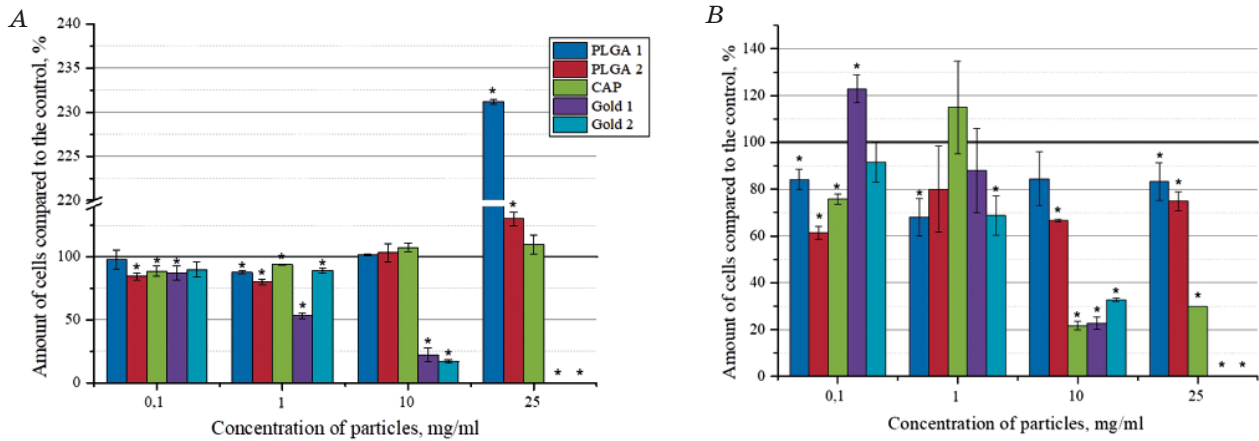 A
Amount of cells compared to the control, %
240
235
230
225
220
100
50
0
PLGA 1
PLGA 2
CAP
Gold 1
Gold 2
* * * * * * * * * * * * * * *
0,1 1 10 25
Concentration of particles, mg/ml
B
Amount of cells compared to the control, %
140
120
100
80
60
40
20
0
* * * * * * * * * * * * * * *
0,1 1 10 25
Concentration of particles, mg/ml